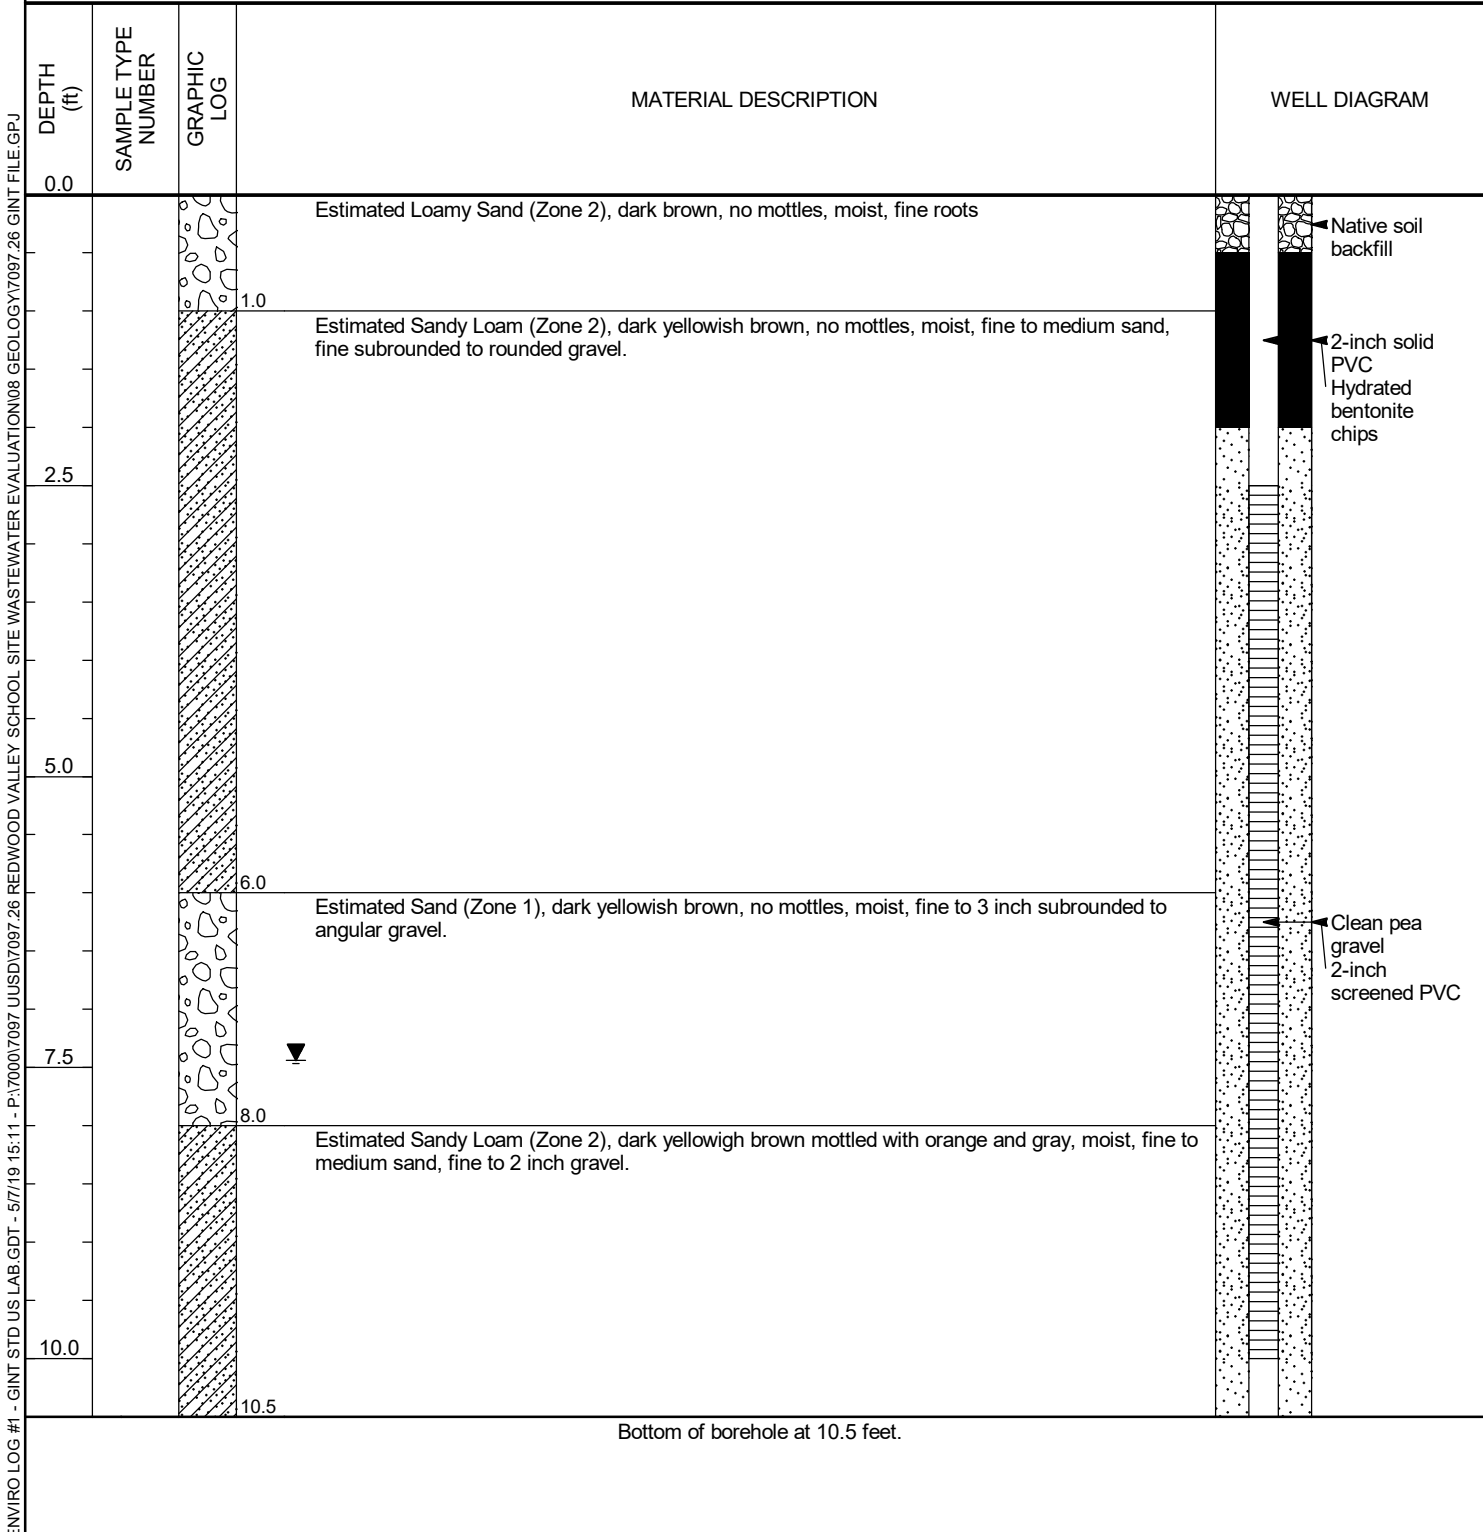 DEPTH
(ft)
SAMPLE TYPE
NUMBER
GRAPHIC
LOG
MATERIAL DESCRIPTION
WELL DIAGRAM
0.0
Estimated Loamy Sand (Zone 2), dark brown, no mottles, moist, fine roots
Native soil
backfill
1.0
Estimated Sandy Loam (Zone 2), dark yellowish brown, no mottles, moist, fine to medium sand,
fine subrounded to rounded gravel.
2-inch solid
PVC
Hydrated
bentonite
chips
2.5
5.0
6.0
Estimated Sand (Zone 1), dark yellowish brown, no mottles, moist, fine to 3 inch subrounded to
angular gravel.
Clean pea
gravel
2-inch
screened PVC
7.5
8.0
Estimated Sandy Loam (Zone 2), dark yellowigh brown mottled with orange and gray, moist, fine to
medium sand, fine to 2 inch gravel.
10.0
10.5
Bottom of borehole at 10.5 feet.
ENVIRO LOG #1 - GINT STD US LAB.GDT - 5/7/19 15:11 - P:\7000\7097 UUSD\7097.26 REDWOOD VALLEY SCHOOL SITE WASTEWATER EVALUATION\08 GEOLOGY\7097.26 GINT FILE.GPJ